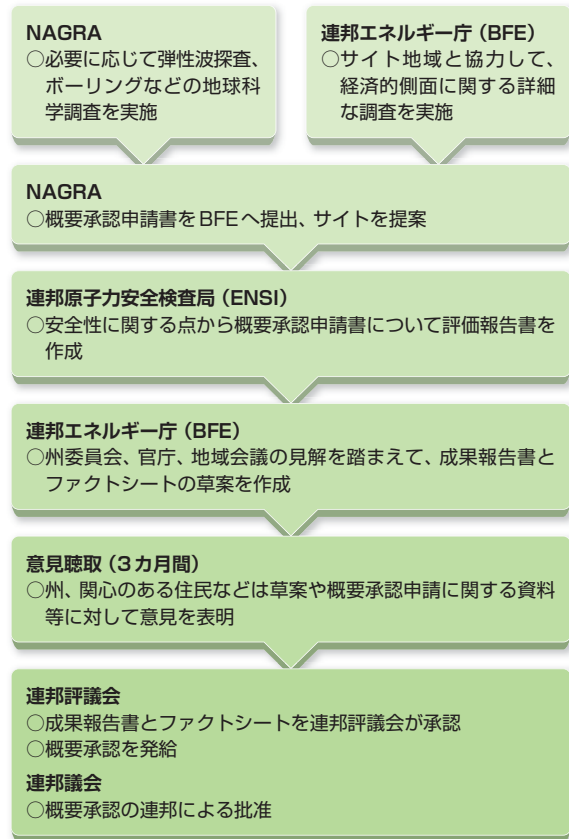 NAGRA
○必要に応じて弾性波探査、
ボーリングなどの地球科
学調査を実施
連邦エネルギー庁（BFE）
○サイト地域と協力して、
経済的側面に関する詳細
な調査を実施
NAGRA
○概要承認申請書をBFEへ提出、サイトを提案
連邦原子力安全検査局（ENSI）
○安全性に関する点から概要承認申請書について評価報告書を
作成
連邦エネルギー庁（BFE）
○州委員会、官庁、地域会議の見解を踏まえて、成果報告書と
ファクトシートの草案を作成
意見聴取（3カ月間）
○州、関心のある住民などは草案や概要承認申請に関する資料
等に対して意見を表明
連邦評議会
○成果報告書とファクトシートを連邦評議会が承認
○概要承認を発給
連邦議会
○概要承認の連邦による批准